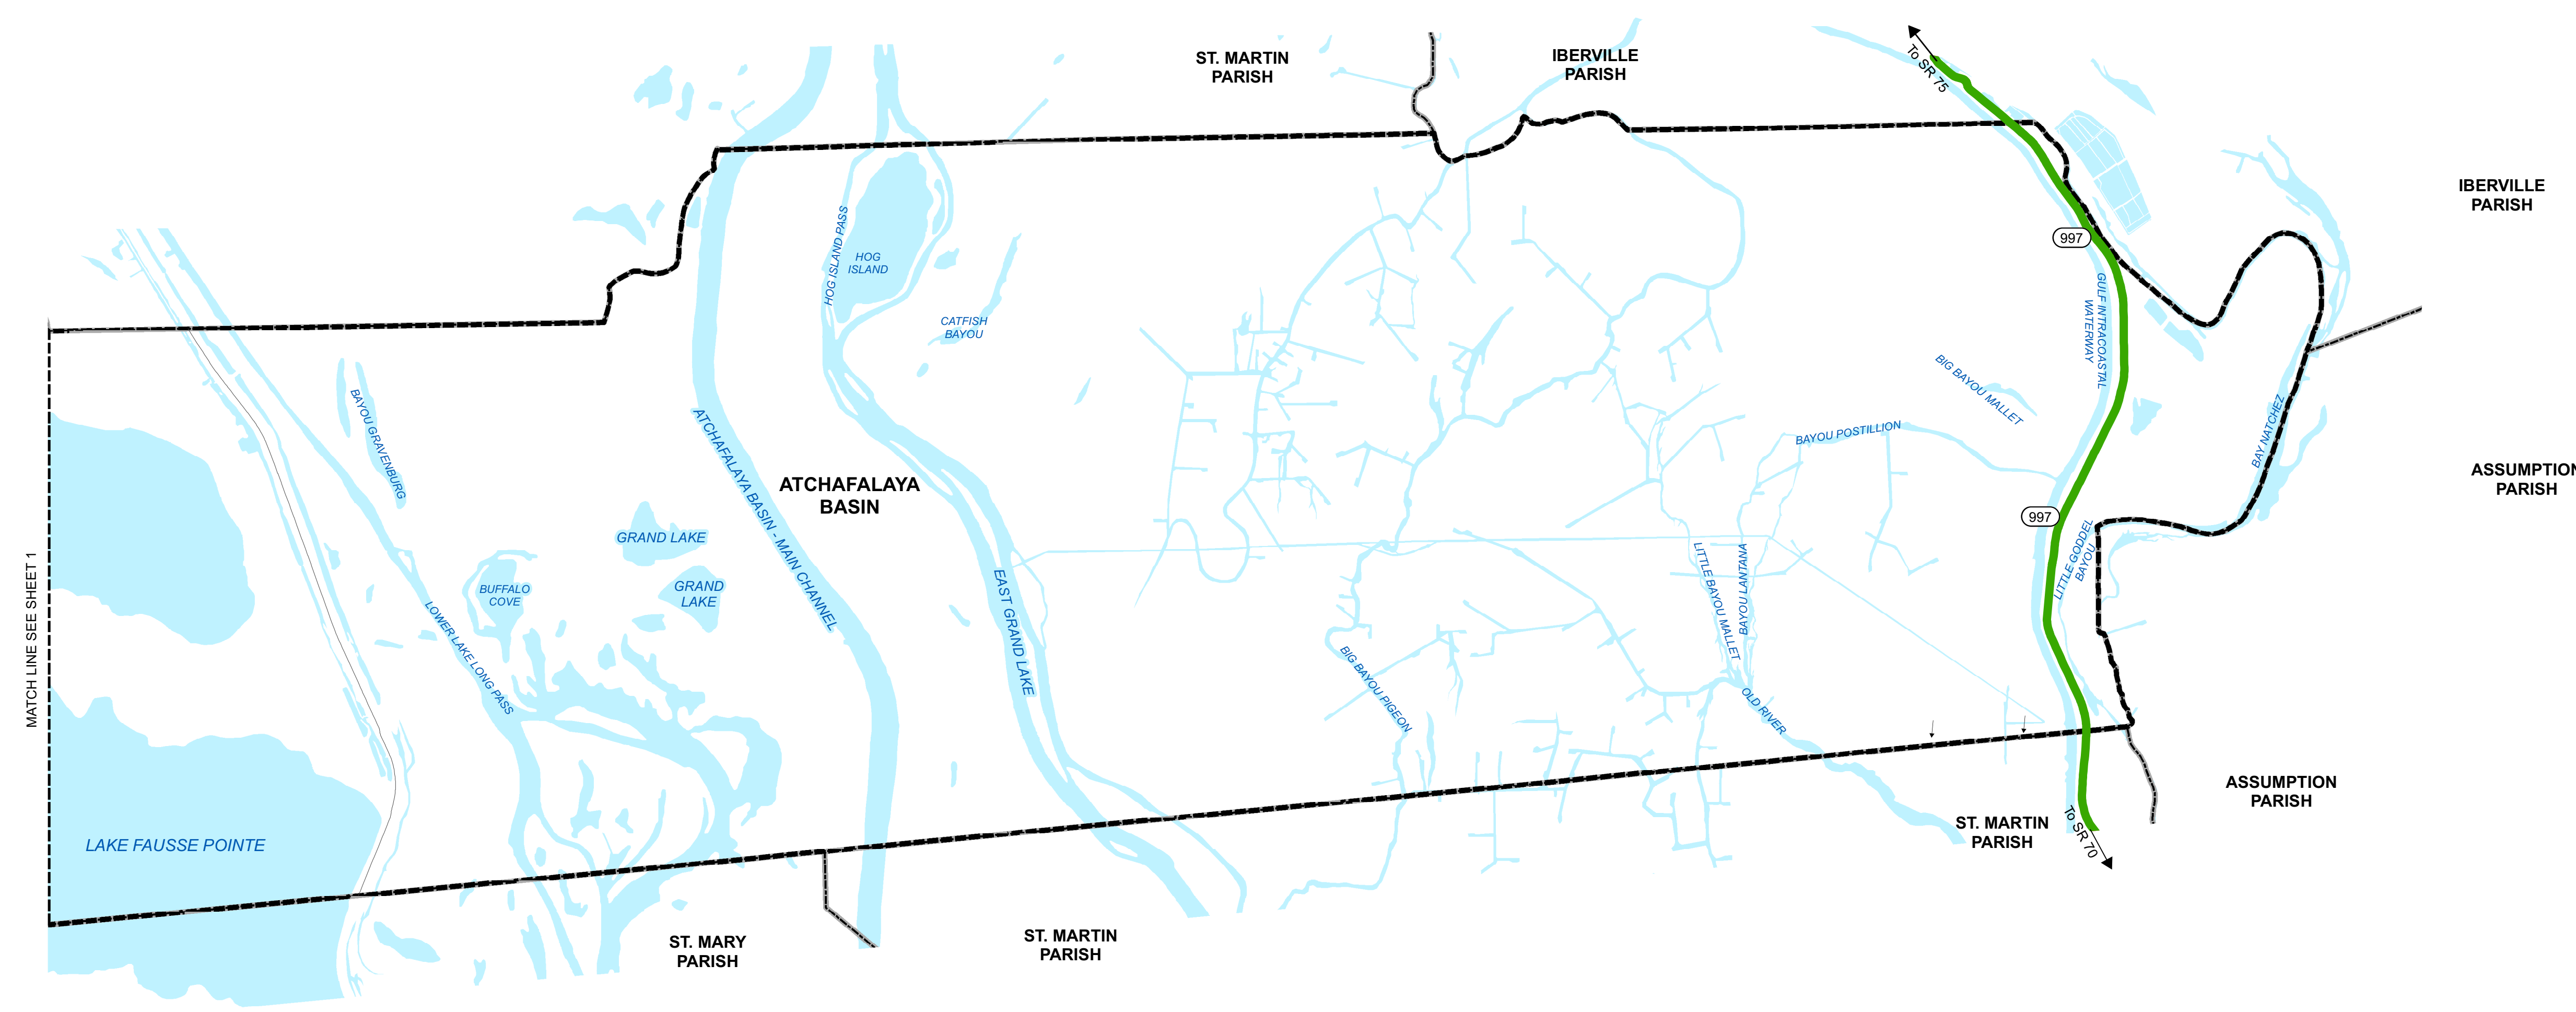 ST. MARTIN
PARISH
IBERVILLE
PARISH
To SR 75
IBERVILLE
PARISH
HOG ISLAND PASS
HOG
ISLAND
997
CATFISH
BAYOU
GULF INTRACOASTAL
WATERWAY
BIG BAYOU MALLET
BAYOU GRAVENBURG
BAYOU POSTILLION
BAY NATCHEZ
ATCHAFALAYA BASIN - MAIN CHANNEL
ATCHAFALAYA
BASIN
ASSUMPTION
PARISH
997
GRAND LAKE
LITTLE GODDEL
BAYOU
BUFFALO
COVE
GRAND
LAKE
EAST GRAND LAKE
LITTLE BAYOU MALLET
BAYOU LANTANA
MATCH LINE SEE SHEET 1
LOWER LAKE LONG PASS
BIG BAYOU PIGEON
OLD RIVER
ASSUMPTION
PARISH
LAKE FAUSSE POINTE
ST. MARTIN
PARISH
To SR 70
ST. MARY
PARISH
ST. MARTIN
PARISH